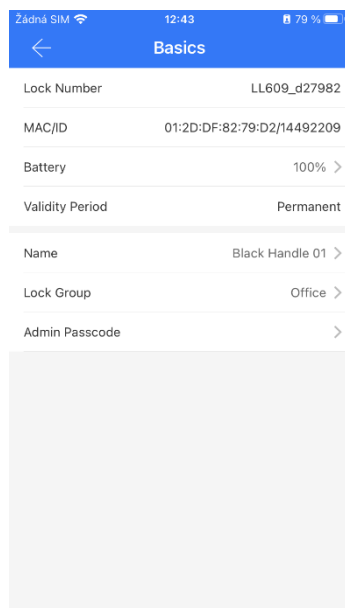 Žádná SIM 12:43 79 %
Basics
Lock Number LL609_d27982
MAC/ID 01:2D:DF:82:79:D2/14492209
Battery 100%
Validity Period Permanent
Name Black Handle 01
Lock Group Office
Admin Passcode